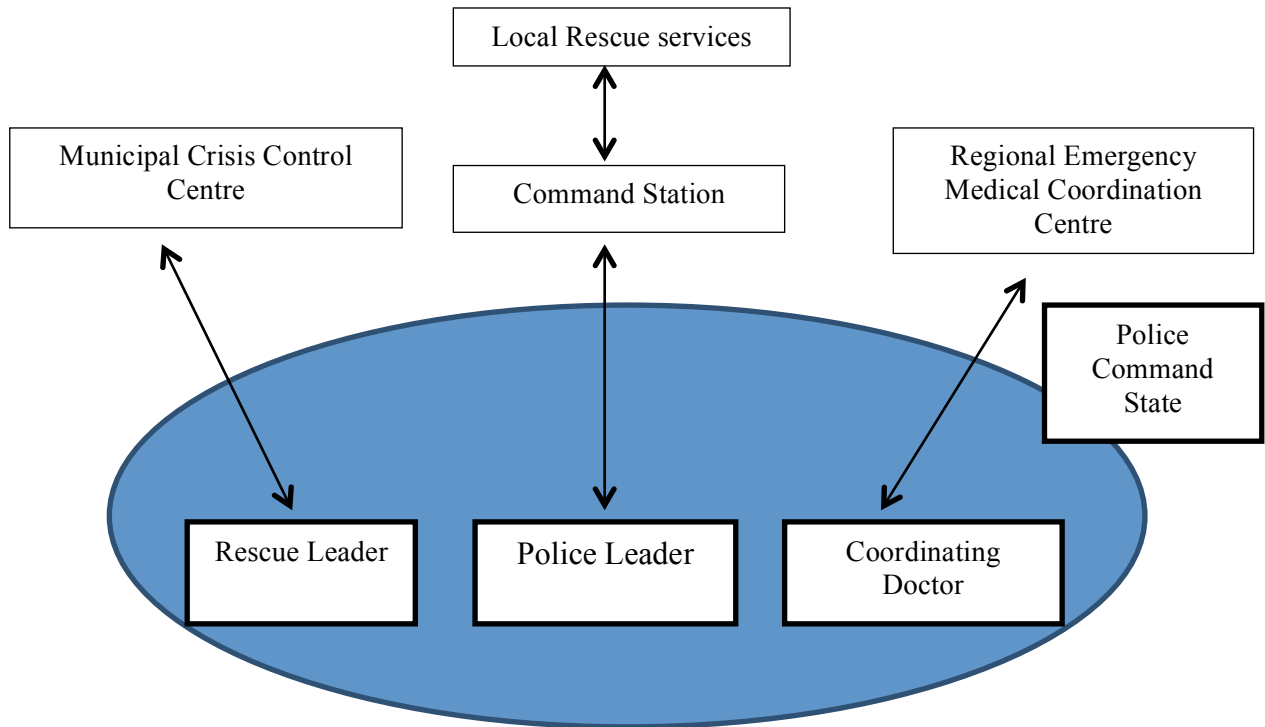 Local Rescue services
Municipal Crisis Control
Centre
Command Station
Regional Emergency
Medical Coordination
Centre
Police
Command
State
Rescue Leader
Police Leader
Coordinating
Doctor